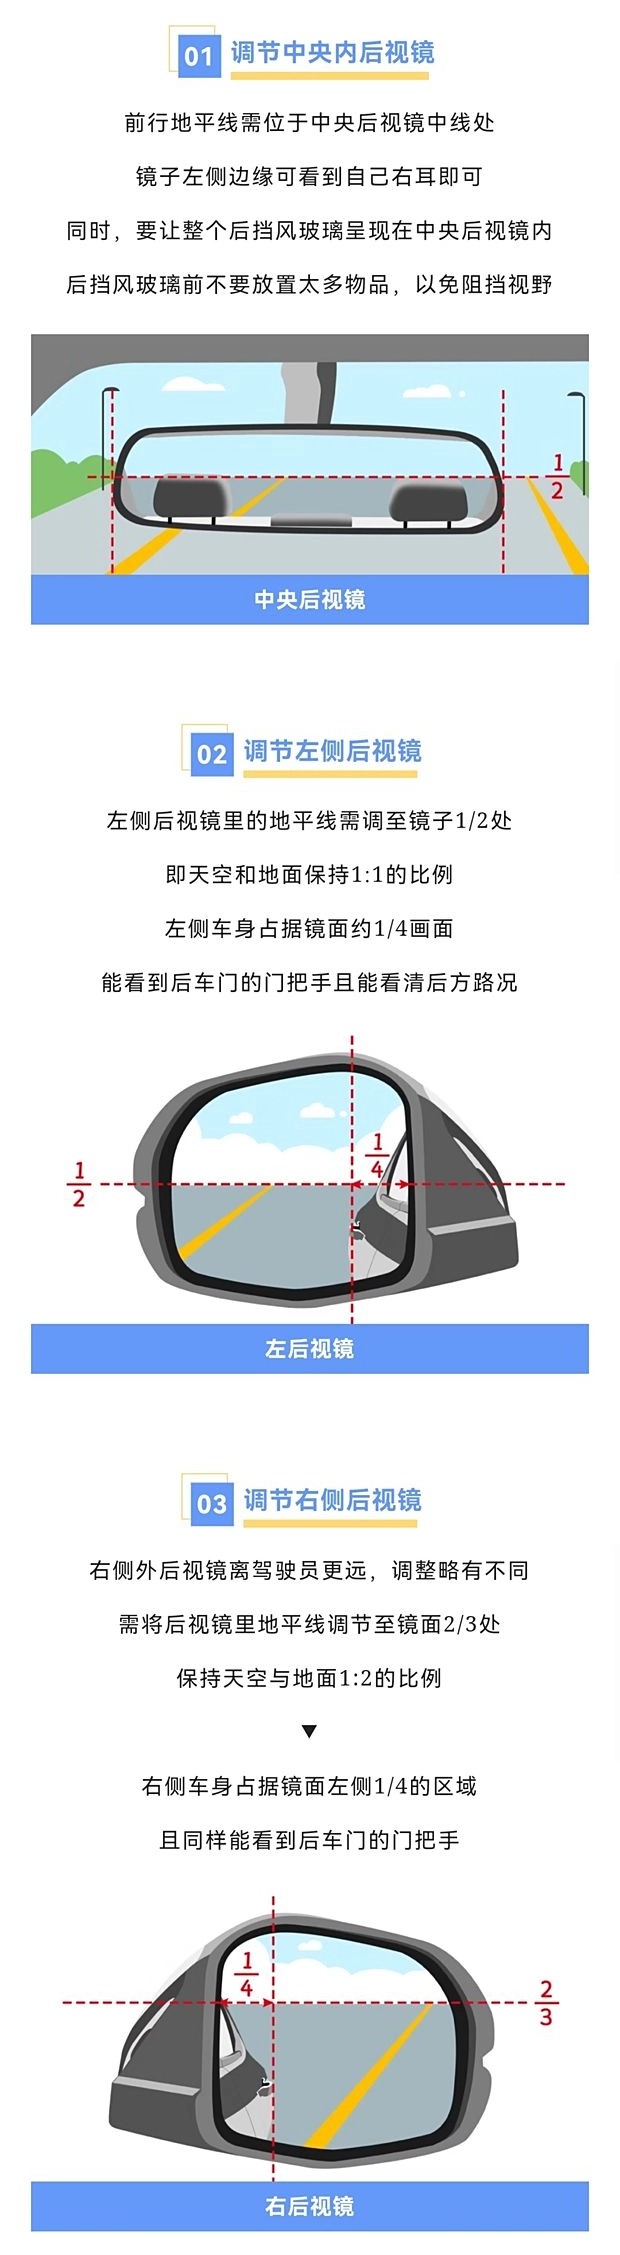 01 调节中央内后视镜
前行地平线需位于中央后视镜中线处
镜子左侧边缘可看到自己右耳即可
同时，要让整个后挡风玻璃呈现在中央后视镜内
后挡风玻璃前不要放置太多物品，以免阻挡视野
1/2
中央后视镜
02 调节左侧后视镜
左侧后视镜里的地平线需调至镜子1/2处
即天空和地面保持1:1的比例
左侧车身占据镜面约1/4画面
能看到后车门的门把手且能看清后方路况
1/4
1/2
左后视镜
03 调节右侧后视镜
右侧外后视镜离驾驶员更远，调整略有不同
需将后视镜里地平线调节至镜面2/3处
保持天空与地面1:2的比例
右侧车身占据镜面左侧1/4的区域
且同样能看到后车门的门把手
1/4
2/3
右后视镜